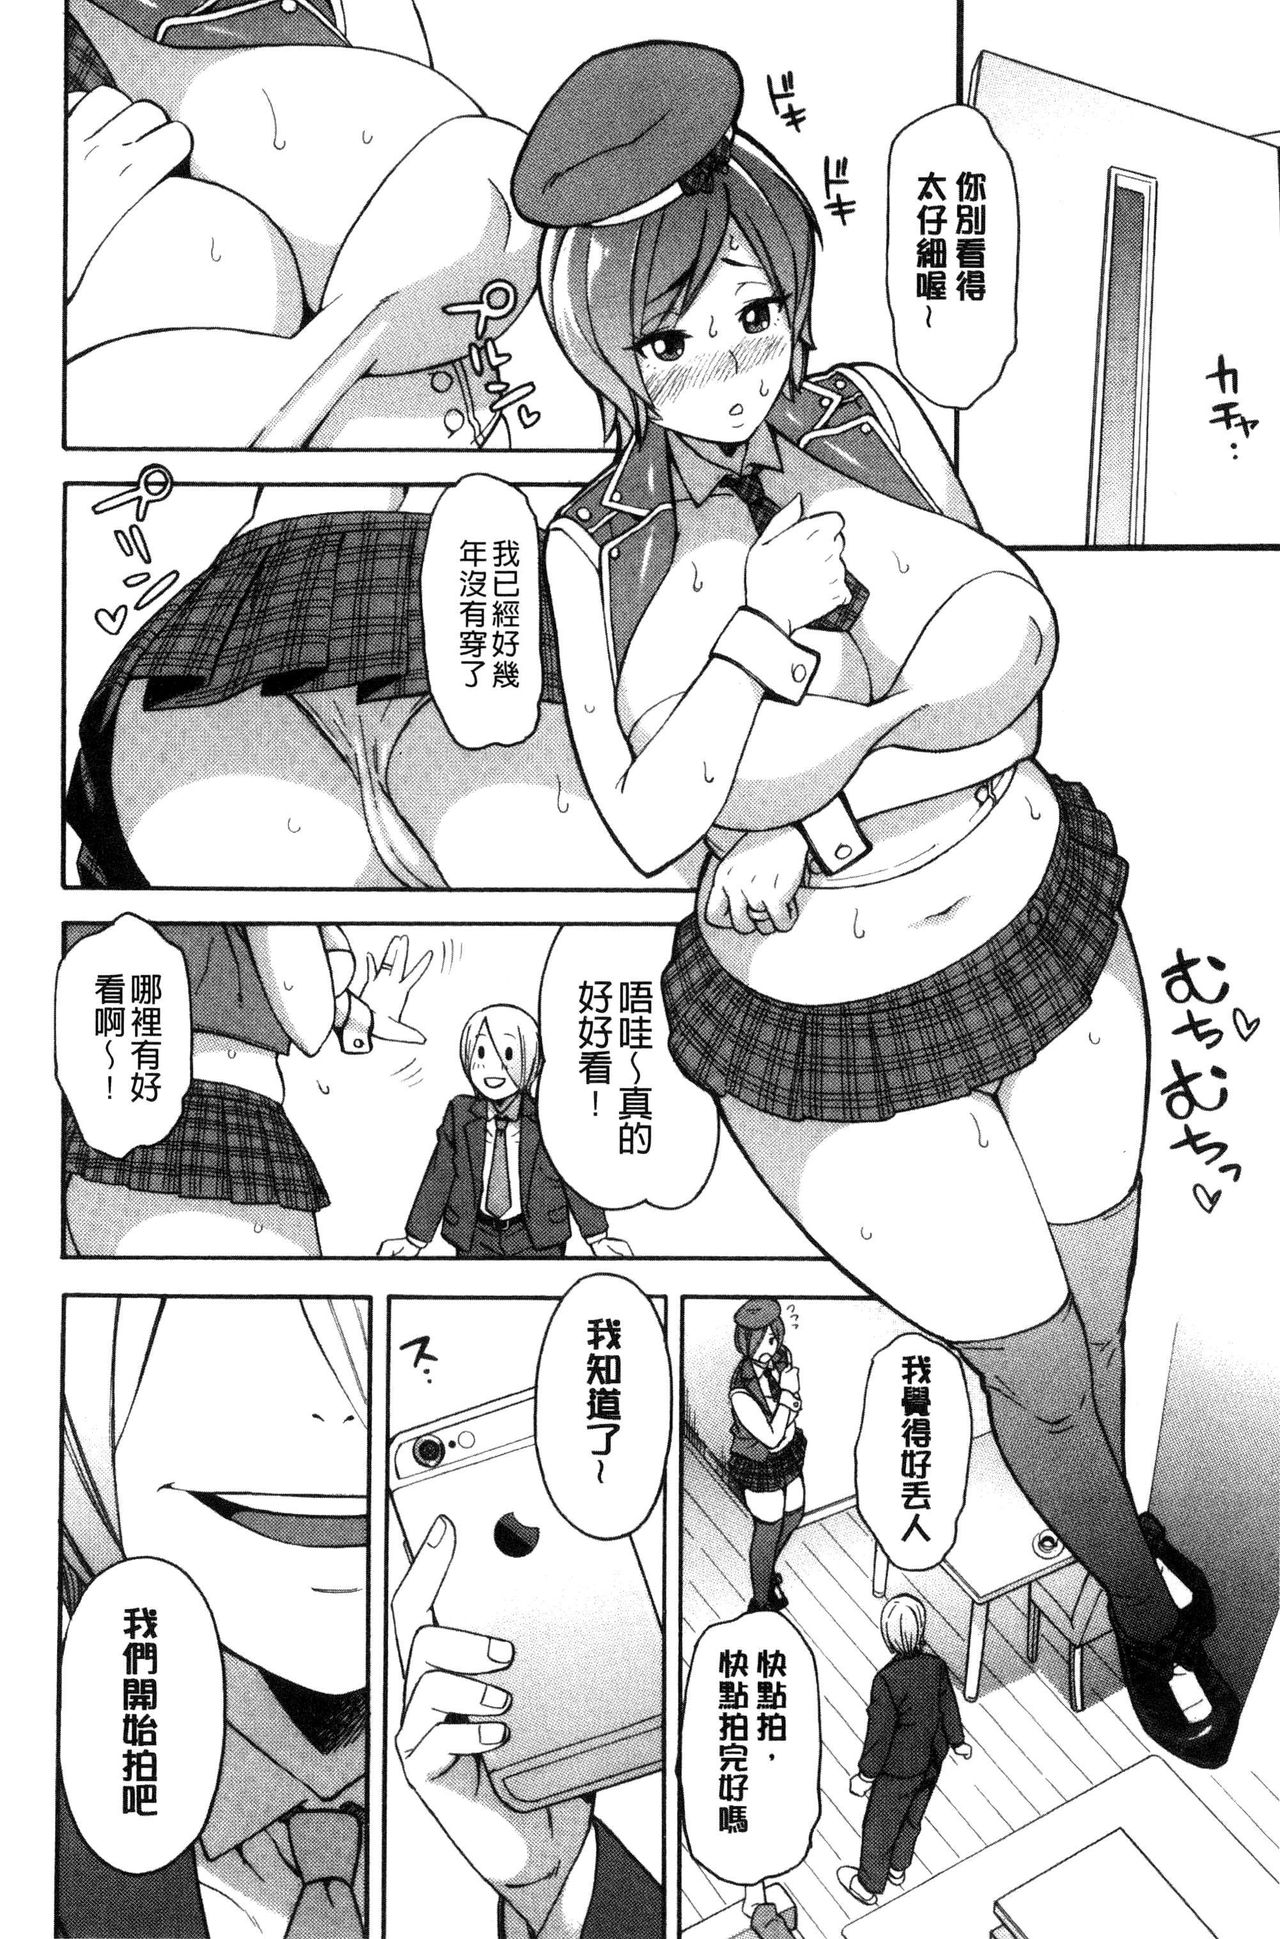 カチャ…
你別看得
太仔細喔~
ドキ
ドキ
プルン
むちむちっ
我已經好幾
年沒有穿了
プリン
唔哇~真的
好好看！
哪裡有好
看啊~！
我覺得好丟人
快點拍，
快點拍完好嗎
我知道了~
ス…
我們開始拍吧